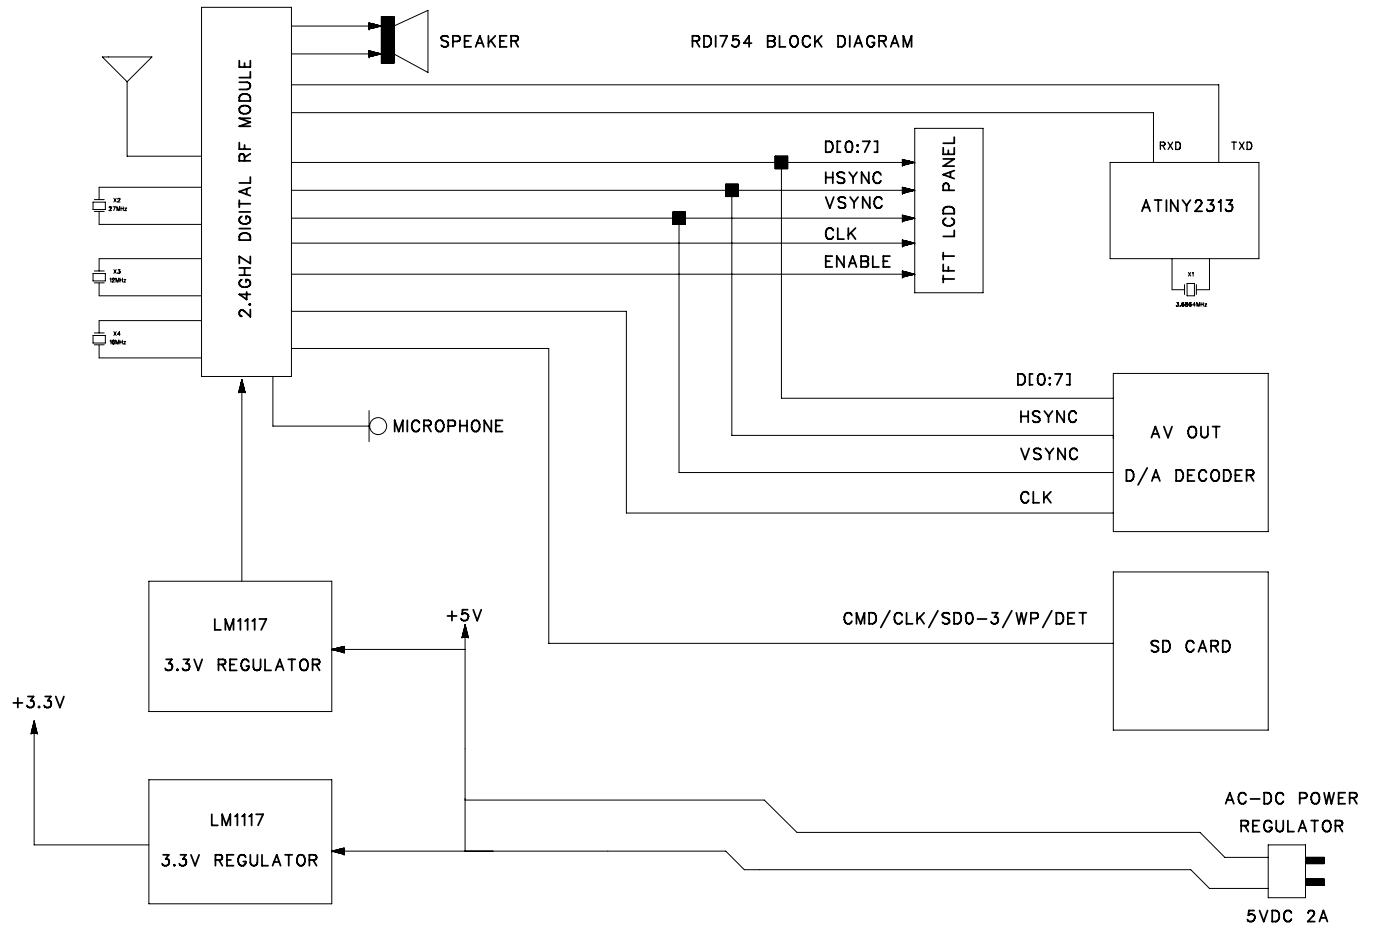 RDI754 BLOCK DIAGRAM
SPEAKER
2.4GHZ DIGITAL RF MODULE
X2
27MHz
X3
12MHz
X4
16MHz
D[0:7]
HSYNC
VSYNC
CLK
ENABLE
TFT LCD PANEL
RXD
TXD
ATINY2313
X1
3.6864MHz
MICROPHONE
D[0:7]
HSYNC
VSYNC
CLK
AV OUT
D/A DECODER
LM1117
3.3V REGULATOR
+5V
CMD/CLK/SD0-3/WP/DET
SD CARD
+3.3V
LM1117
3.3V REGULATOR
AC-DC POWER
REGULATOR
5VDC 2A